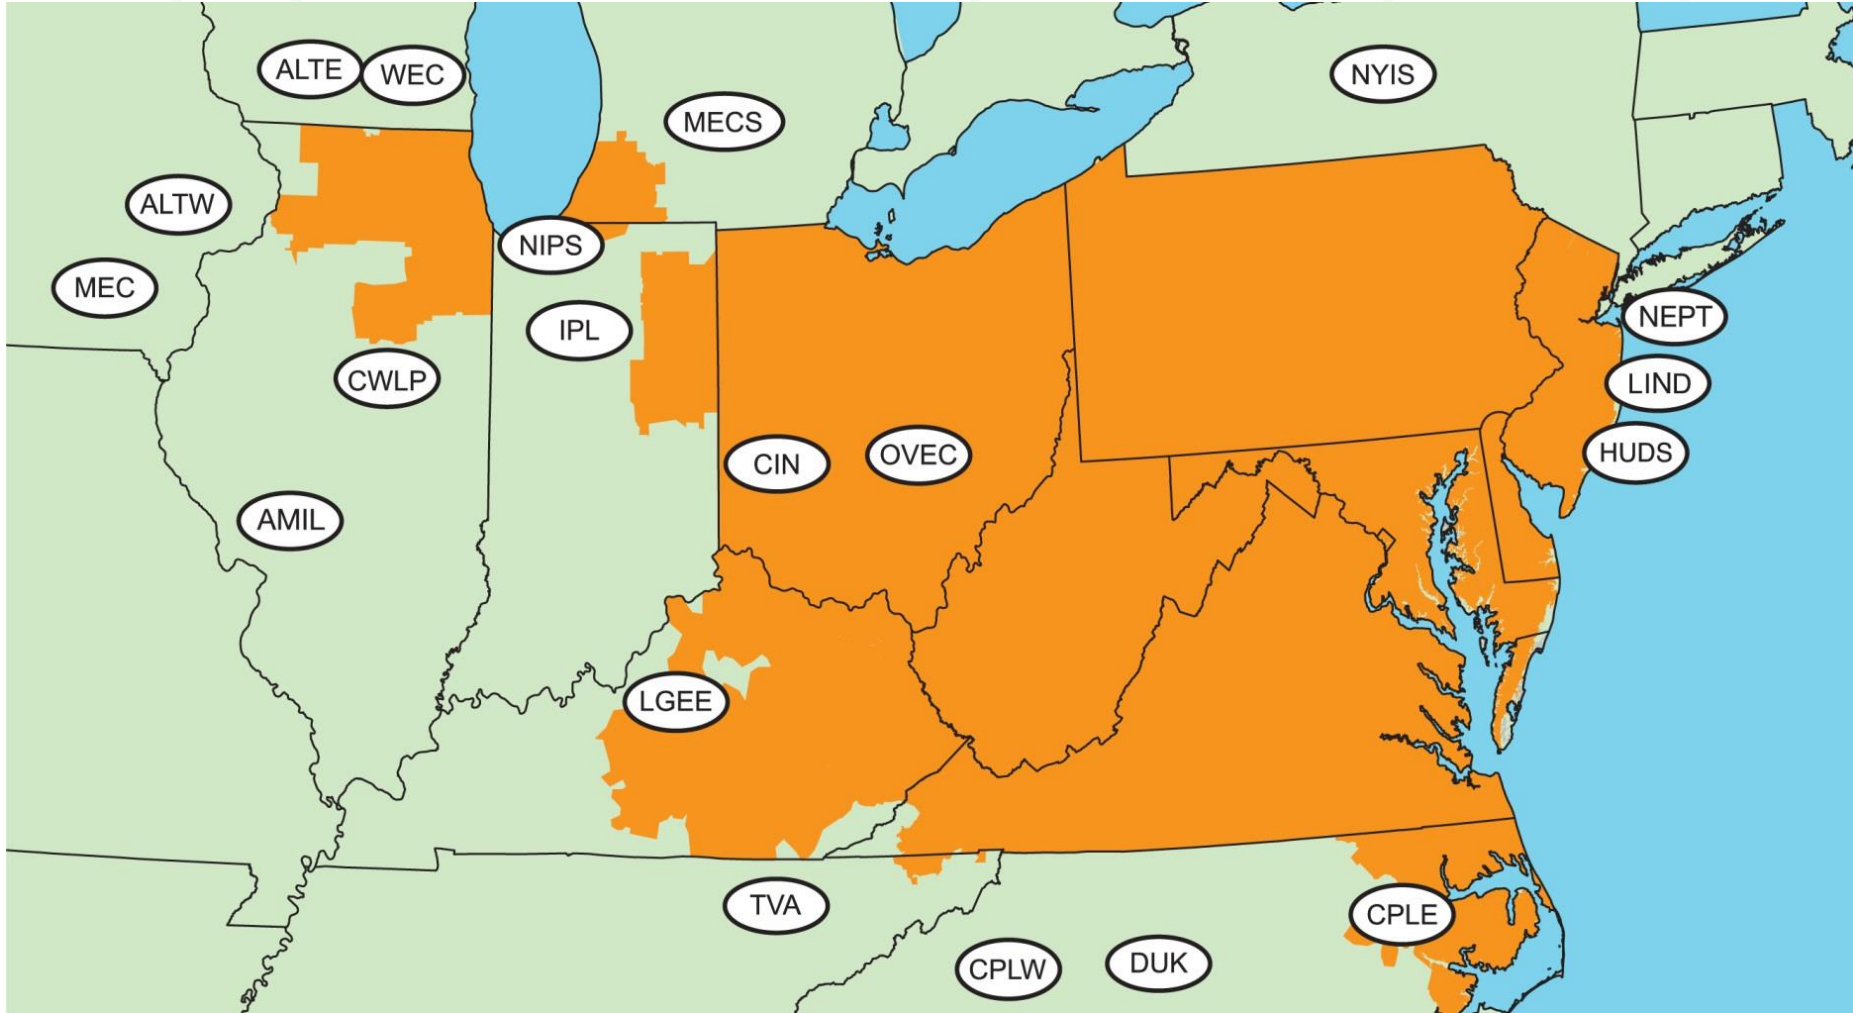 ALTE
WEC
NYIS
MECS
ALTW
NIPS
MEC
NEPT
IPL
CWLP
LIND
CIN
OVEC
HUDS
AMIL
LGEE
TVA
CPLE
CPLW
DUK